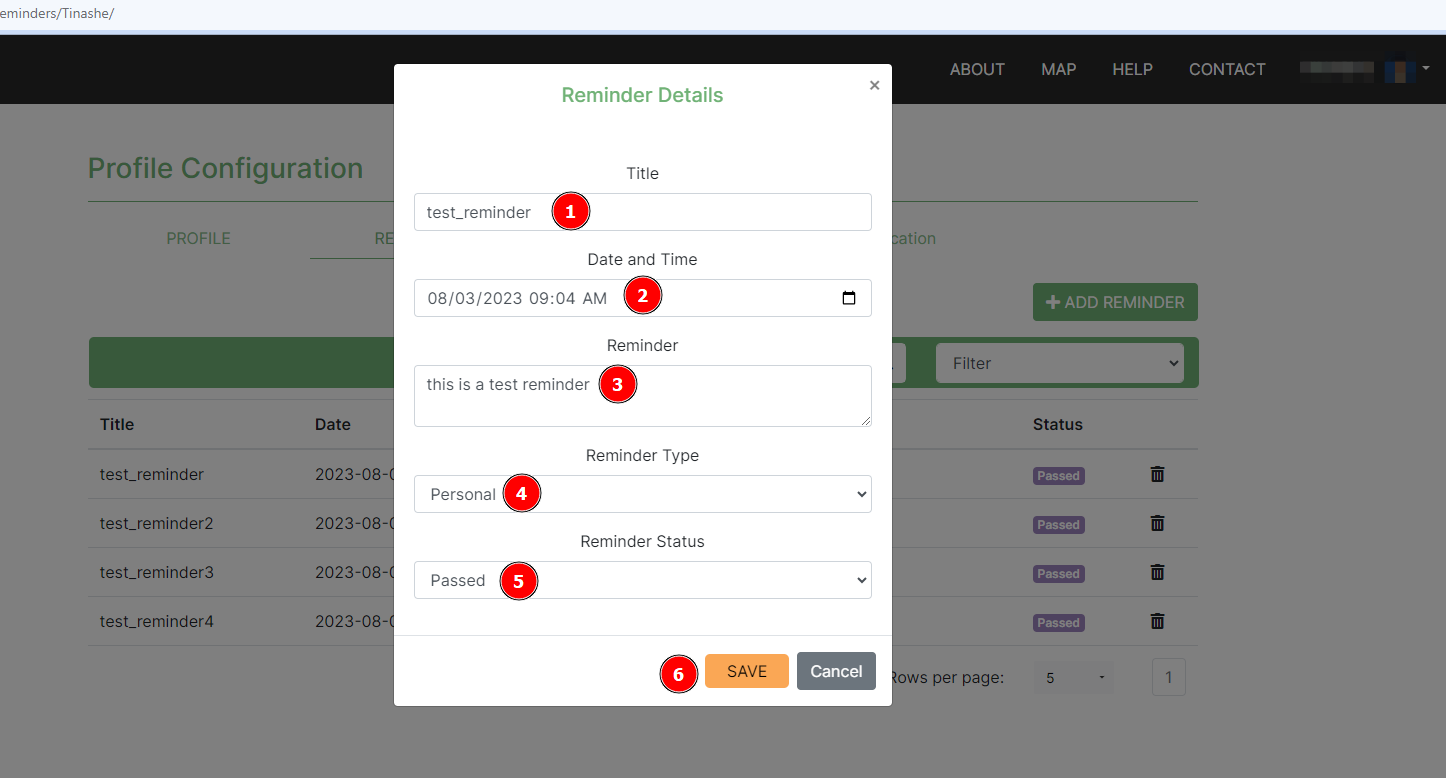 eminders/Tinashe/
ABOUT MAP HELP CONTACT
Reminder Details ×
Profile Configuration
Title
test_reminder 1
PROFILE RE cation
Date and Time
08/03/2023 09:04 AM 2
ADD REMINDER
Reminder
this is a test reminder 3
Filter
Title Date Status
Reminder Type
test_reminder 2023-08-0 Passed
Personal 4
test_reminder2 2023-08-0 Passed
Reminder Status
test_reminder3 2023-08-0 Passed
Passed 5
test_reminder4 2023-08-0 Passed
6 SAVE Cancel
Rows per page: 5 1